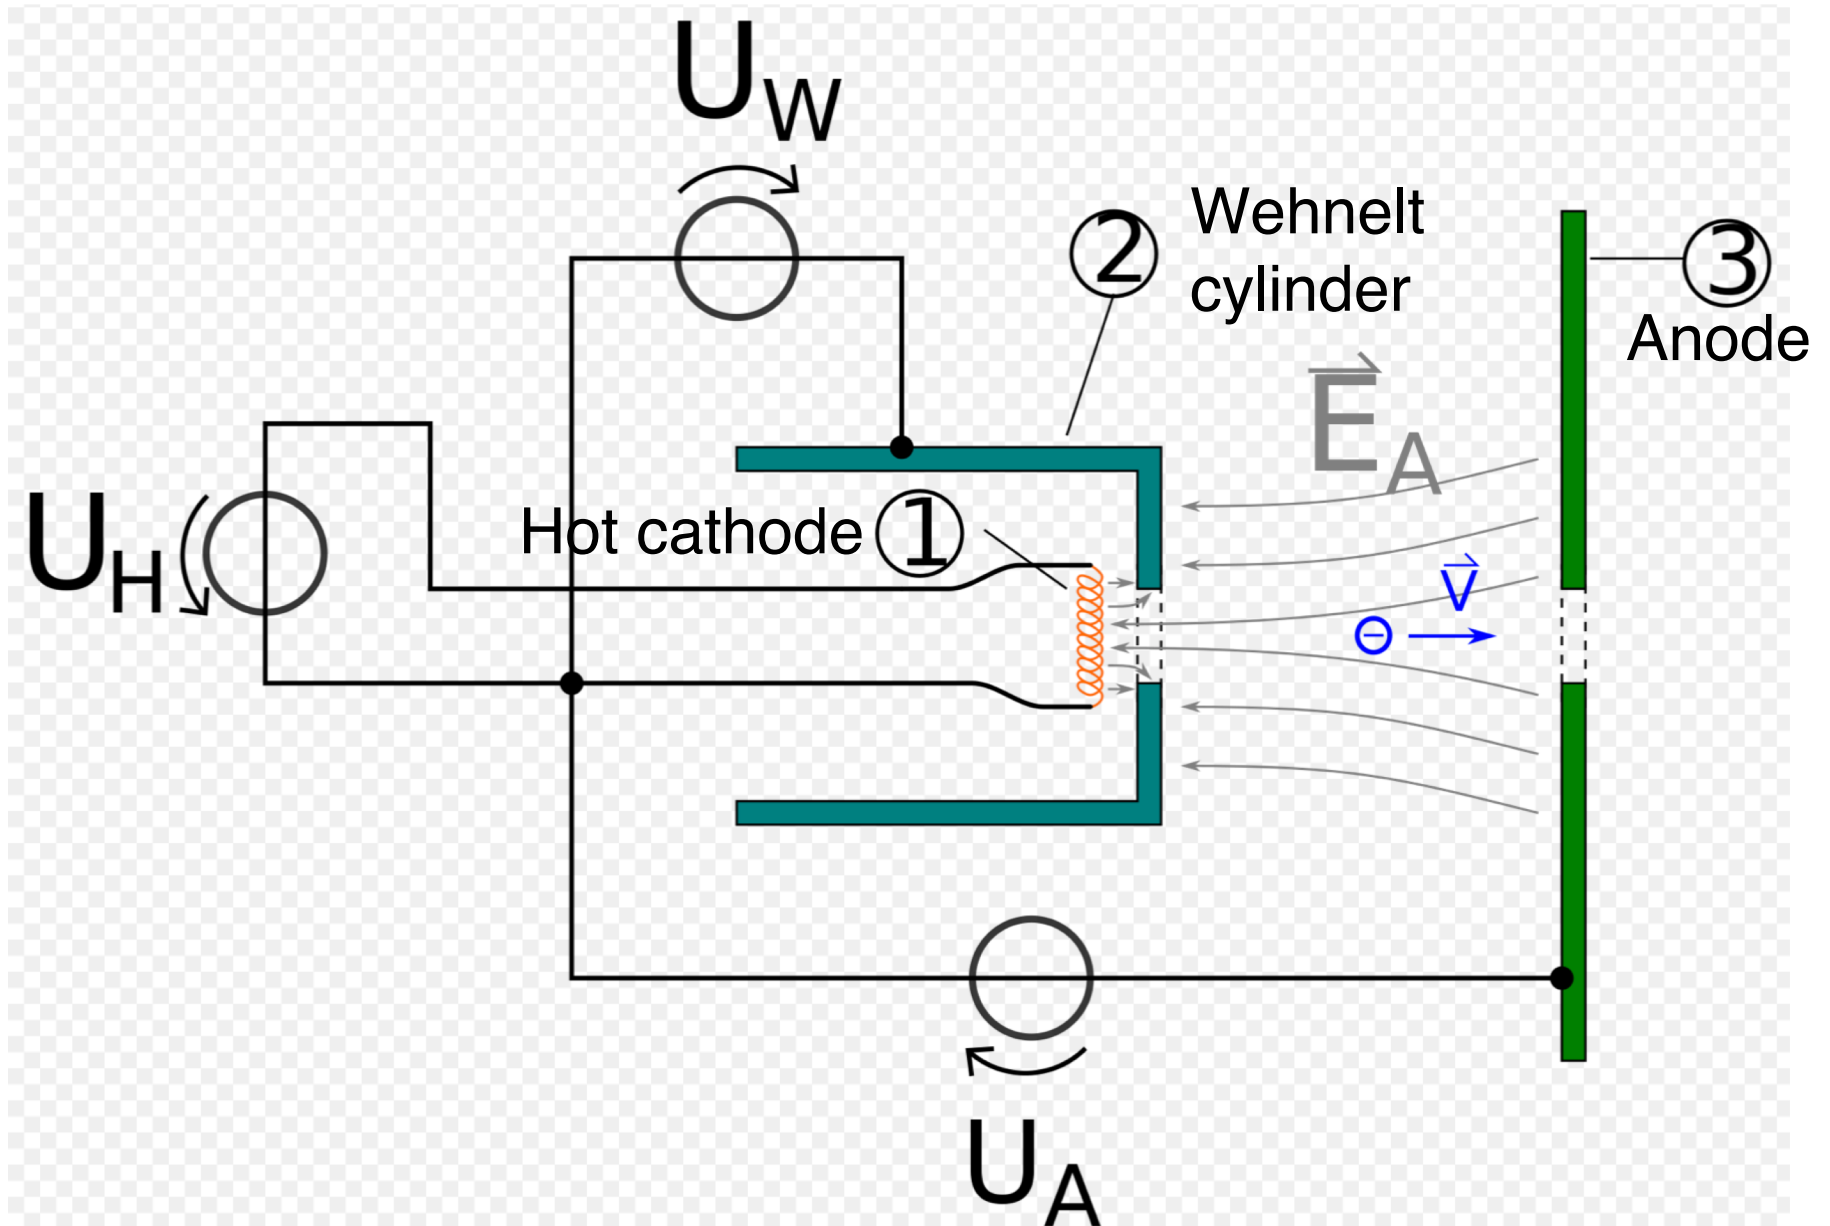 U_W
② Wehnelt
cylinder
③
Anode
E_A
U_H
Hot cathode ①
V
−
U_A